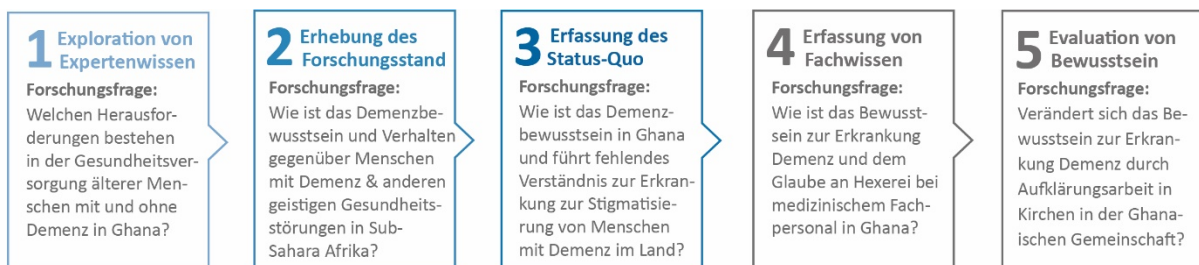 1 Exploration von
Expertenwissen
Forschungsfrage:
Welchen Herausfor-
derungen bestehen
in der Gesundheitsver-
sorgung älterer Men-
schen mit und ohne
Demenz in Ghana?
2 Erhebung des
Forschungsstand
Forschungsfrage:
Wie ist das Demenzbe-
wusstsein und Verhalten
gegenüber Menschen
mit Demenz & anderen
geistigen Gesundheits-
störungen in Sub-
Sahara Afrika?
3 Erfassung des
Status-Quo
Forschungsfrage:
Wie ist das Demenz-
bewusstsein in Ghana
und führt fehlendes
Verständnis zur Erkran-
kung zur Stigmatisie-
rung von Menschen
mit Demenz im Land?
4 Erfassung von
Fachwissen
Forschungsfrage:
Wie ist das Bewusst-
sein zur Erkrankung
Demenz und dem
Glaube an Hexerei bei
medizinischem Fach-
personal in Ghana?
5 Evaluation von
Bewusstsein
Forschungsfrage:
Verändert sich das Be-
wusstsein zur Erkran-
kung Demenz durch
Aufklärungsarbeit in
Kirchen in der Ghana-
ischen Gemeinschaft?